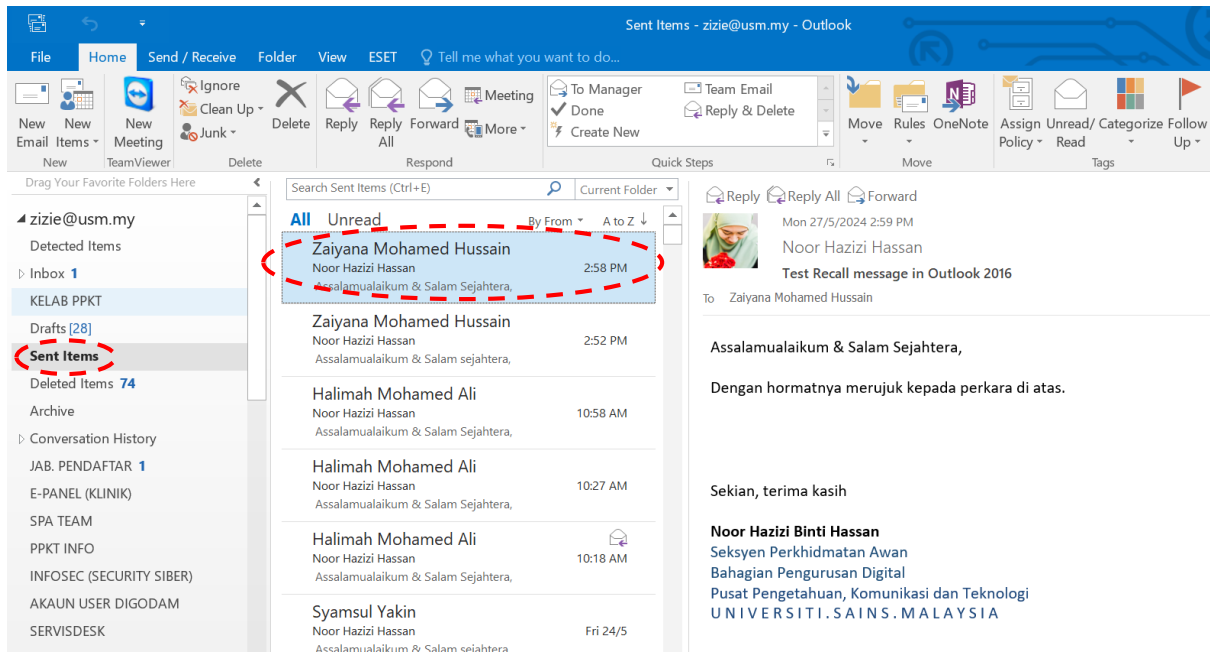 Sent Items - zizie@usm.my - Outlook
File Home Send / Receive Folder View ESET Tell me what you want to do...
New Email
New Items
New Meeting
Ignore
Clean Up
Junk
Delete
Reply
Reply All
Forward
Meeting
More
To Manager
Done
Create New
Team Email
Reply & Delete
Move
Rules
OneNote
Assign Policy
Unread/ Read
Categorize
Follow Up
New TeamViewer Delete Respond Quick Steps Move Tags
Drag Your Favorite Folders Here
zizie@usm.my
Detected Items
Inbox 1
KELAB PPKT
Drafts [28]
Sent Items
Deleted Items 74
Archive
Conversation History
JAB. PENDAFTAR 1
E-PANEL (KLINIK)
SPA TEAM
PPKT INFO
INFOSEC (SECURITY SIBER)
AKAUN USER DIGODAM
SERVISDESK
Search Sent Items (Ctrl+E) Current Folder
All Unread By From A to Z
Zaiyana Mohamed Hussain
Noor Hazizi Hassan 2:58 PM
Assalamualaikum & Salam Sejahtera,
Zaiyana Mohamed Hussain
Noor Hazizi Hassan 2:52 PM
Assalamualaikum & Salam sejahtera,
Halimah Mohamed Ali
Noor Hazizi Hassan 10:58 AM
Assalamualaikum & Salam Sejahtera,
Halimah Mohamed Ali
Noor Hazizi Hassan 10:27 AM
Assalamualaikum & Salam Sejahtera,
Halimah Mohamed Ali
Noor Hazizi Hassan 10:18 AM
Assalamualaikum & Salam Sejahtera,
Syamsul Yakin
Noor Hazizi Hassan Fri 24/5
Assalamualaikum & Salam sejahtera
Reply Reply All Forward
Mon 27/5/2024 2:59 PM
Noor Hazizi Hassan
Test Recall message in Outlook 2016
To Zaiyana Mohamed Hussain
Assalamualaikum & Salam Sejahtera,
Dengan hormatnya merujuk kepada perkara di atas.
Sekian, terima kasih
Noor Hazizi Binti Hassan
Seksyen Perkhidmatan Awan
Bahagian Pengurusan Digital
Pusat Pengetahuan, Komunikasi dan Teknologi
U N I V E R S I T I . S A I N S . M A L A Y S I A